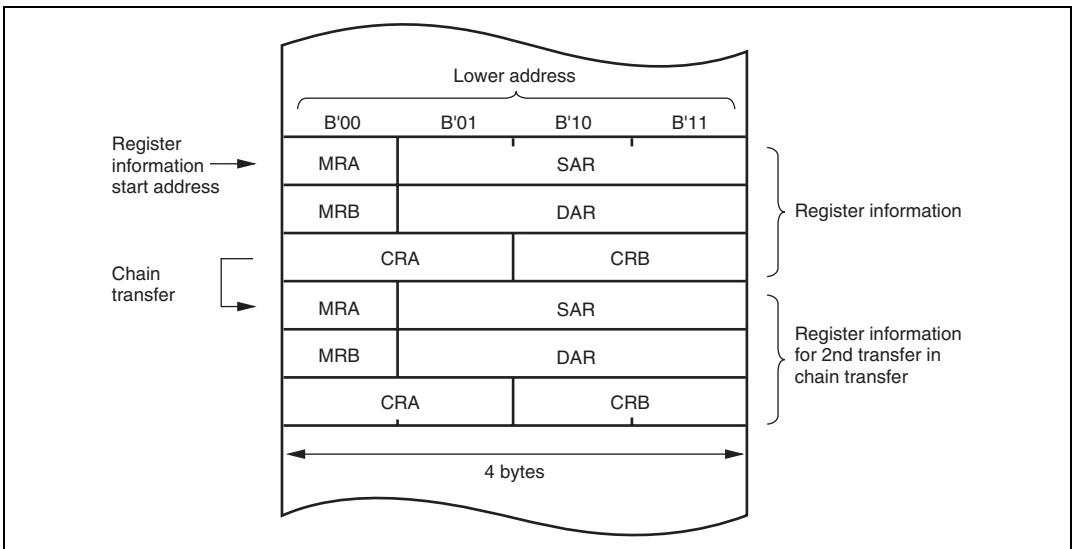 Lower address
B'00 B'01 B'10 B'11
Register
information
start address
MRA SAR
MRB DAR
Register information
CRA CRB
Chain
transfer
MRA SAR
MRB DAR
Register information
for 2nd transfer in
chain transfer
CRA CRB
4 bytes